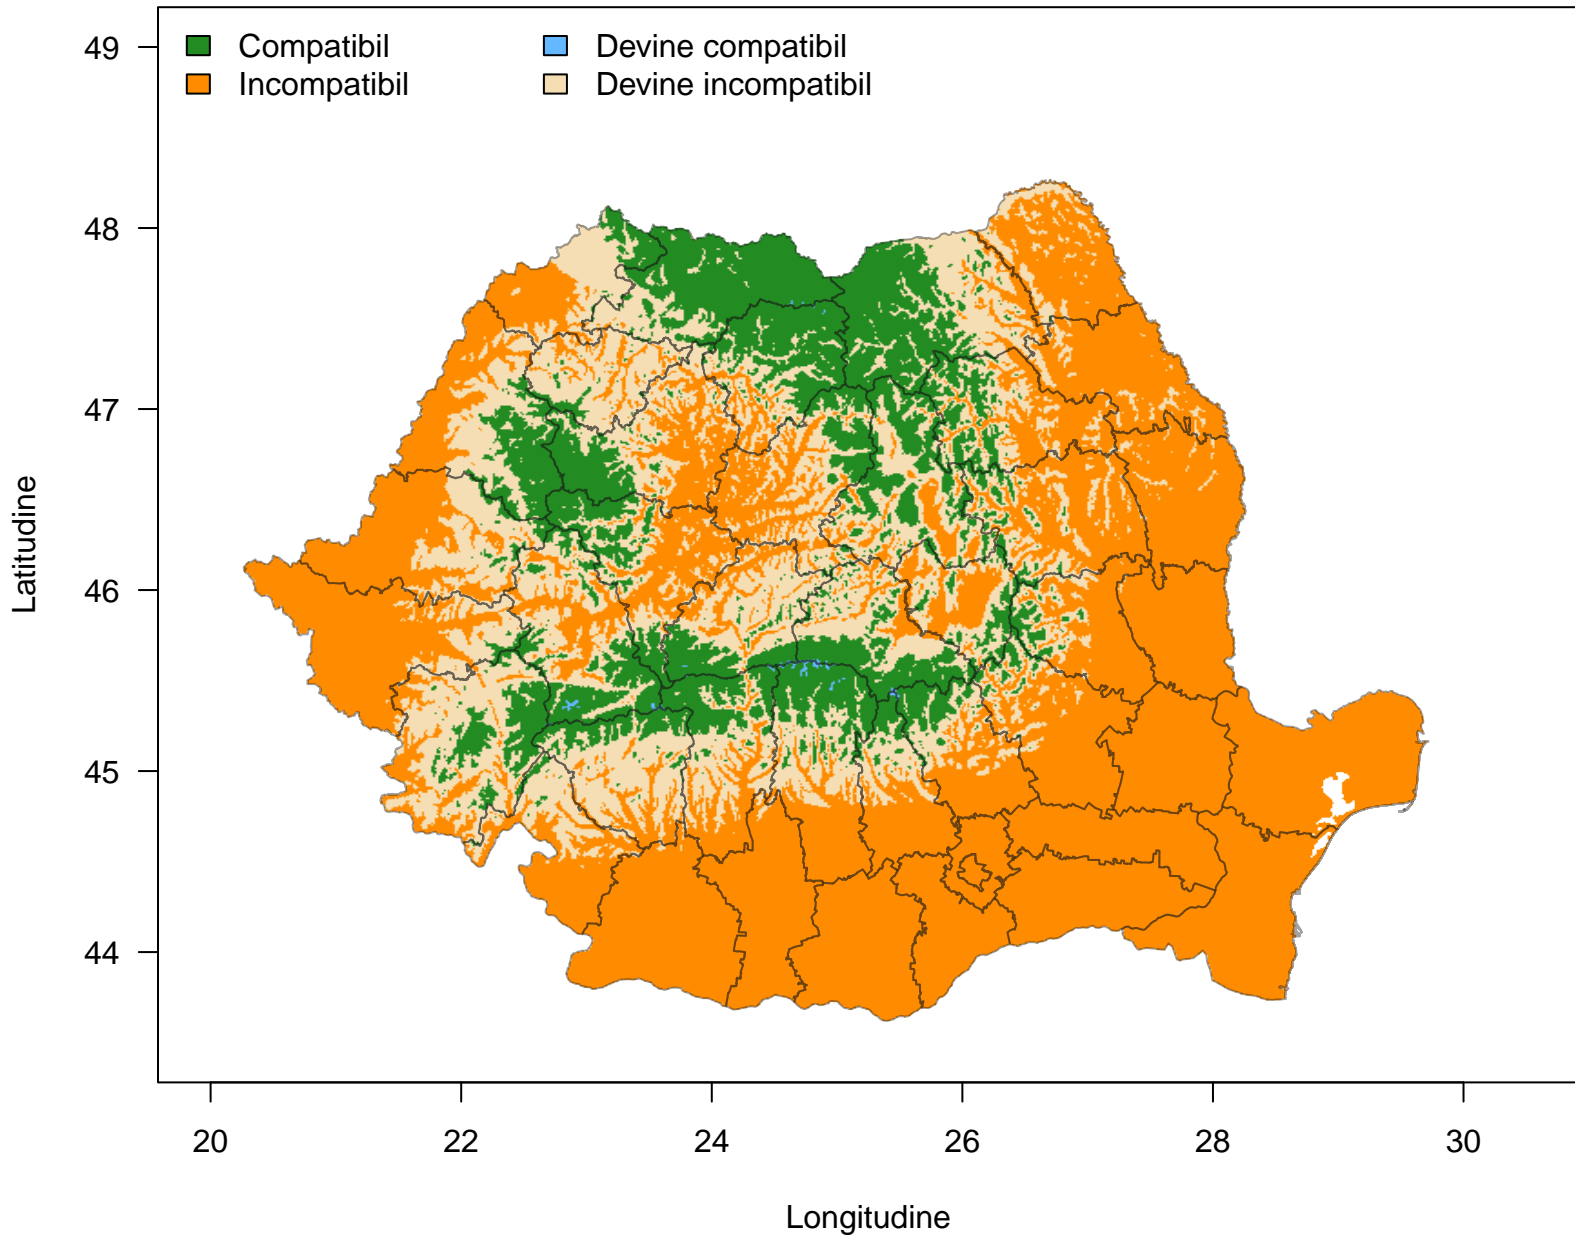 Compatibil
Incompatibil
Devine compatibil
Devine incompatibil
49
48
47
46
45
44
Latitudine
20 22 24 26 28 30
Longitudine